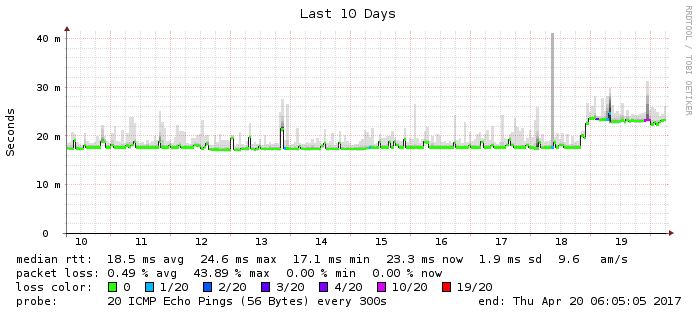 Last 10 Days
RRDTOOL / TOBI OETIKER
Seconds
40 m
30 m
20 m
10 m
0
10 11 12 13 14 15 16 17 18 19
median rtt: 18.5 ms avg 24.6 ms max 17.1 ms min 23.3 ms now 1.9 ms sd 9.6 am/s
packet loss: 0.49 % avg 43.89 % max 0.00 % min 0.00 % now
loss color: 0 1/20 2/20 3/20 4/20 10/20 19/20
probe: 20 ICMP Echo Pings (56 Bytes) every 300s end: Thu Apr 20 06:05:05 2017